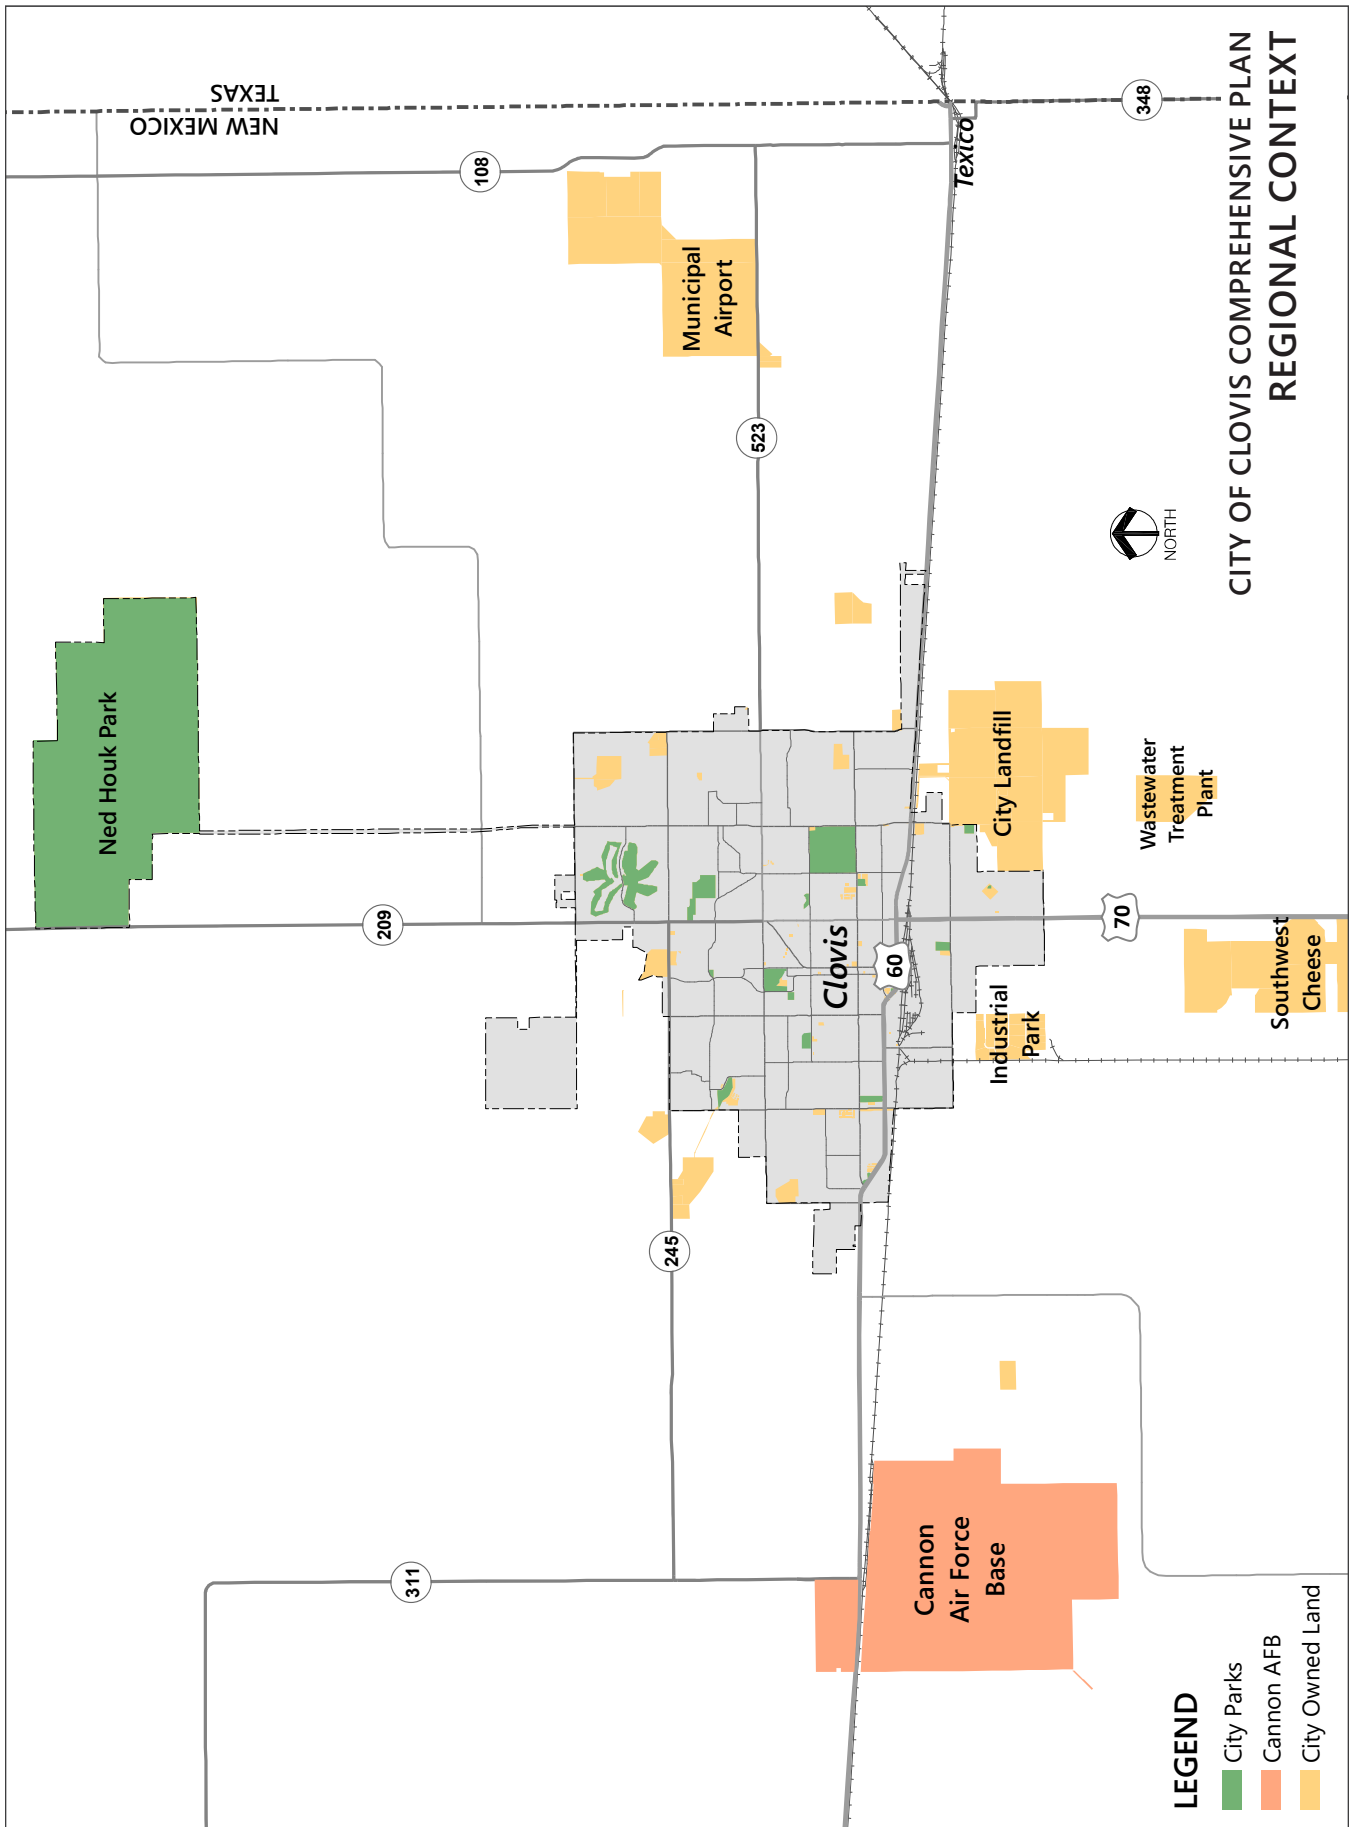 CITY OF CLOVIS COMPREHENSIVE PLAN
REGIONAL CONTEXT
NEW MEXICO
TEXAS
Ned Houk Park
311
209
108
245
523
Municipal
Airport
Clovis
60
Texico
Cannon
Air Force
Base
Industrial
Park
City Landfill
Wastewater
Treatment
Plant
70
348
Southwest
Cheese
NORTH
LEGEND
City Parks
Cannon AFB
City Owned Land